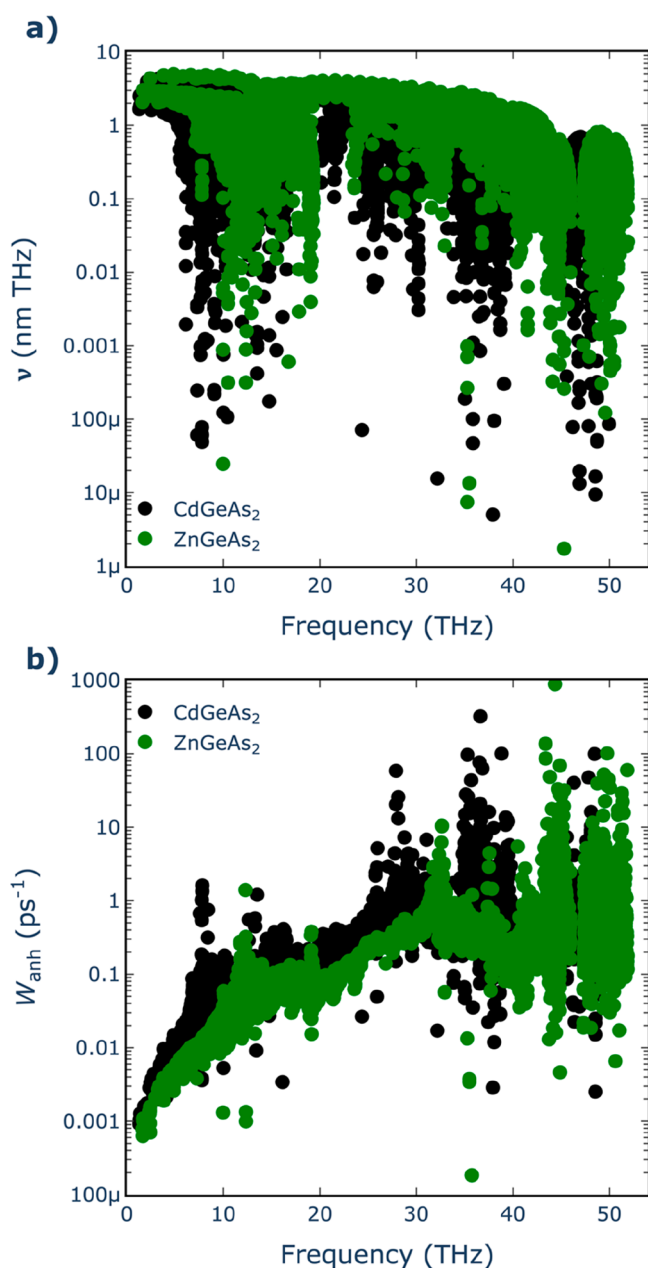 a)
10
1
0.1
0.01
0.001
100µ
10µ
1µ
ν (nm THz)
CdGeAs₂
ZnGeAs₂
0 10 20 30 40 50
Frequency (THz)
b)
1000
100
10
1
0.1
0.01
0.001
100µ
W_anh (ps⁻¹)
CdGeAs₂
ZnGeAs₂
0 10 20 30 40 50
Frequency (THz)